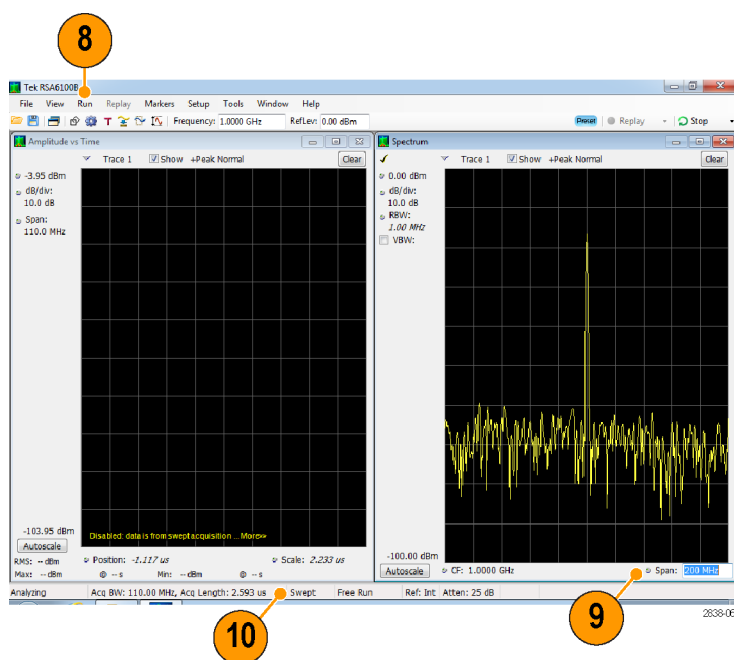 8
Tek RSA6100B
File View Run Replay Markers Setup Tools Window Help
T Frequency: 1.0000 GHz RefLev: 0.00 dBm Preset Replay Stop
Amplitude vs Time
Trace 1 Show +Peak Normal Clear
-3.95 dBm
dB/div:
10.0 dB
Span:
110.0 MHz
-103.95 dBm
Disabled: data is from swept acquisition ... More>>
Autoscale
Position: -1.117 us Scale: 2.233 us
RMS: -- dBm
Max: -- dBm @ -- s Min: -- dBm @ -- s
Spectrum
Trace 1 Show +Peak Normal Clear
0.00 dBm
dB/div:
10.0 dB
RBW:
1.00 MHz
VBW:
-100.00 dBm
Autoscale CF: 1.0000 GHz Span: 200 MHz
Analyzing Acq BW: 110.00 MHz, Acq Length: 2.593 us Swept Free Run Ref: Int Atten: 25 dB
9
10